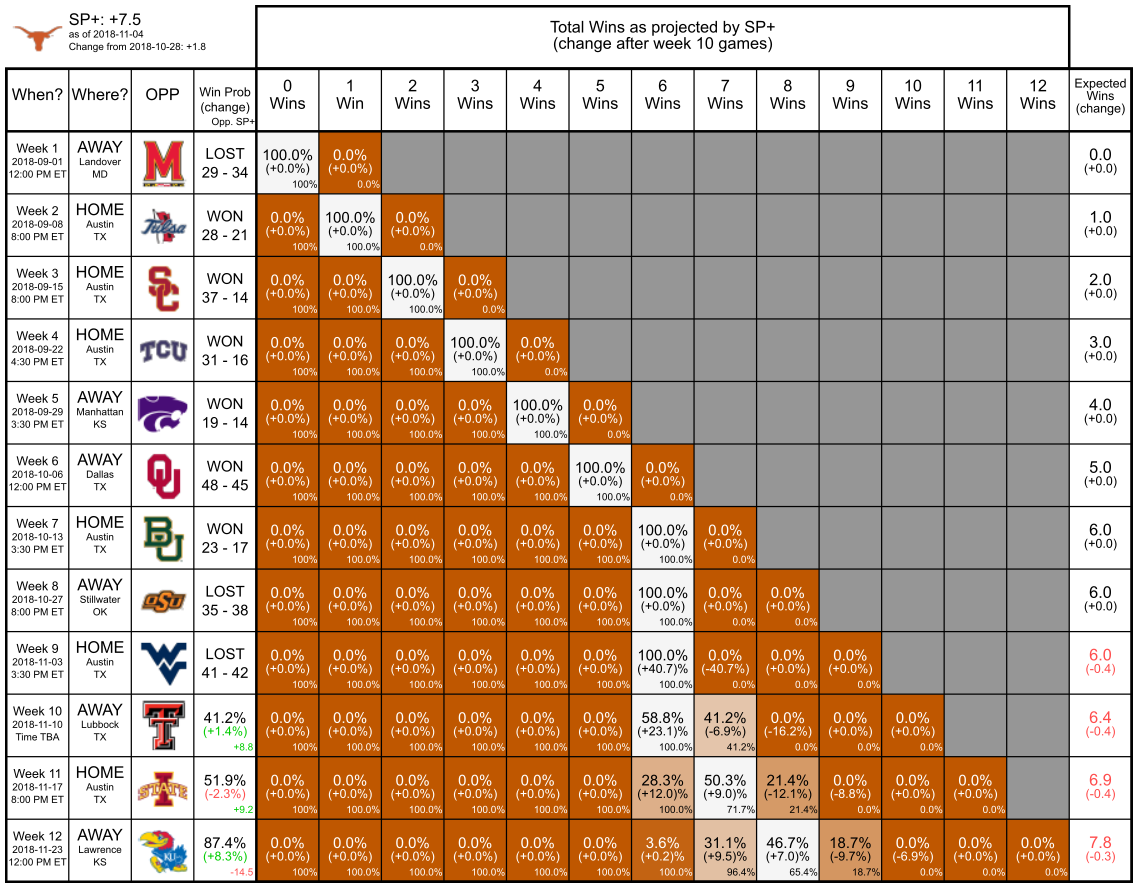 SP+: +7.5
as of 2018-11-04
Change from 2018-10-28: +1.8
Total Wins as projected by SP+
(change after week 10 games)
When? Where? OPP Win Prob (change) Opp. SP+ 0 Wins 1 Win 2 Wins 3 Wins 4 Wins 5 Wins 6 Wins 7 Wins 8 Wins 9 Wins 10 Wins 11 Wins 12 Wins Expected Wins (change)
Week 1 AWAY M LOST 100.0% 0.0% 0.0
2018-09-01 Landover 29 - 34 (+0.0%) (+0.0%) (+0.0)
12:00 PM ET MD 100% 0.0%
Week 2 HOME Tulsa WON 0.0% 100.0% 0.0% 1.0
2018-09-08 Austin 28 - 21 (+0.0%) (+0.0%) (+0.0%) (+0.0)
8:00 PM ET TX 100% 100.0% 0.0%
Week 3 HOME SC WON 0.0% 0.0% 100.0% 0.0% 2.0
2018-09-15 Austin 37 - 14 (+0.0%) (+0.0%) (+0.0%) (+0.0%) (+0.0)
8:00 PM ET TX 100% 100.0% 100.0% 0.0%
Week 4 HOME TCU WON 0.0% 0.0% 0.0% 100.0% 0.0% 3.0
2018-09-22 Austin 31 - 16 (+0.0%) (+0.0%) (+0.0%) (+0.0%) (+0.0%) (+0.0)
4:30 PM ET TX 100% 100.0% 100.0% 100.0% 0.0%
Week 5 AWAY WON 0.0% 0.0% 0.0% 0.0% 100.0% 0.0% 4.0
2018-09-29 Manhattan 19 - 14 (+0.0%) (+0.0%) (+0.0%) (+0.0%) (+0.0%) (+0.0%) (+0.0)
3:30 PM ET KS 100% 100.0% 100.0% 100.0% 100.0% 0.0%
Week 6 AWAY OU WON 0.0% 0.0% 0.0% 0.0% 0.0% 100.0% 0.0% 5.0
2018-10-06 Dallas 48 - 45 (+0.0%) (+0.0%) (+0.0%) (+0.0%) (+0.0%) (+0.0%) (+0.0%) (+0.0)
12:00 PM ET TX 100% 100.0% 100.0% 100.0% 100.0% 100.0% 0.0%
Week 7 HOME BU WON 0.0% 0.0% 0.0% 0.0% 0.0% 0.0% 100.0% 0.0% 6.0
2018-10-13 Austin 23 - 17 (+0.0%) (+0.0%) (+0.0%) (+0.0%) (+0.0%) (+0.0%) (+0.0%) (+0.0%) (+0.0)
3:30 PM ET TX 100% 100.0% 100.0% 100.0% 100.0% 100.0% 100.0% 0.0%
Week 8 AWAY OSU LOST 0.0% 0.0% 0.0% 0.0% 0.0% 0.0% 100.0% 0.0% 0.0% 6.0
2018-10-27 Stillwater 35 - 38 (+0.0%) (+0.0%) (+0.0%) (+0.0%) (+0.0%) (+0.0%) (+0.0%) (+0.0%) (+0.0%) (+0.0)
8:00 PM ET OK 100% 100.0% 100.0% 100.0% 100.0% 100.0% 100.0% 0.0% 0.0%
Week 9 HOME WV LOST 0.0% 0.0% 0.0% 0.0% 0.0% 0.0% 100.0% 0.0% 0.0% 0.0% 6.0
2018-11-03 Austin 41 - 42 (+0.0%) (+0.0%) (+0.0%) (+0.0%) (+0.0%) (+0.0%) (+40.7)% (-40.7%) (+0.0%) (+0.0%) (-0.4)
3:30 PM ET TX 100% 100.0% 100.0% 100.0% 100.0% 100.0% 100.0% 0.0% 0.0% 0.0%
Week 10 AWAY T 41.2% 0.0% 0.0% 0.0% 0.0% 0.0% 0.0% 58.8% 41.2% 0.0% 0.0% 0.0% 6.4
2018-11-10 Lubbock (+1.4%) (+0.0%) (+0.0%) (+0.0%) (+0.0%) (+0.0%) (+0.0%) (+23.1)% (-6.9%) (-16.2%) (+0.0%) (+0.0%) (-0.4)
Time TBA TX +8.8 100% 100.0% 100.0% 100.0% 100.0% 100.0% 100.0% 41.2% 0.0% 0.0% 0.0%
Week 11 HOME I STATE 51.9% 0.0% 0.0% 0.0% 0.0% 0.0% 0.0% 28.3% 50.3% 21.4% 0.0% 0.0% 0.0% 6.9
2018-11-17 Austin (-2.3%) (+0.0%) (+0.0%) (+0.0%) (+0.0%) (+0.0%) (+0.0%) (+12.0)% (+9.0)% (-12.1%) (-8.8%) (+0.0%) (+0.0%) (-0.4)
8:00 PM ET TX +9.2 100% 100.0% 100.0% 100.0% 100.0% 100.0% 100.0% 71.7% 21.4% 0.0% 0.0% 0.0%
Week 12 AWAY KU 87.4% 0.0% 0.0% 0.0% 0.0% 0.0% 0.0% 3.6% 31.1% 46.7% 18.7% 0.0% 0.0% 0.0% 7.8
2018-11-23 Lawrence (+8.3%) (+0.0%) (+0.0%) (+0.0%) (+0.0%) (+0.0%) (+0.0%) (+0.2)% (+9.5)% (+7.0)% (-9.7%) (-6.9%) (+0.0%) (+0.0%) (-0.3)
12:00 PM ET KS -14.5 100% 100.0% 100.0% 100.0% 100.0% 100.0% 100.0% 96.4% 65.4% 18.7% 0.0% 0.0% 0.0%